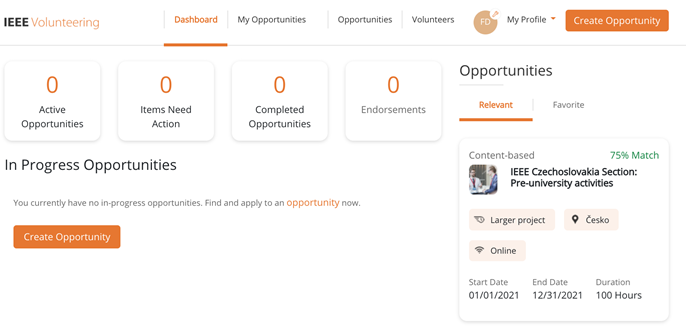 IEEE Volunteering
Dashboard
My Opportunities
Opportunities
Volunteers
FD
My Profile
Create Opportunity
0
Active
Opportunities
0
Items Need
Action
0
Completed
Opportunities
0
Endorsements
In Progress Opportunities
You currently have no in-progress opportunities. Find and apply to an opportunity now.
Create Opportunity
Opportunities
Relevant
Favorite
Content-based
75% Match
IEEE Czechoslovakia Section:
Pre-university activities
Larger project
Česko
Online
Start Date
End Date
Duration
01/01/2021
12/31/2021
100 Hours